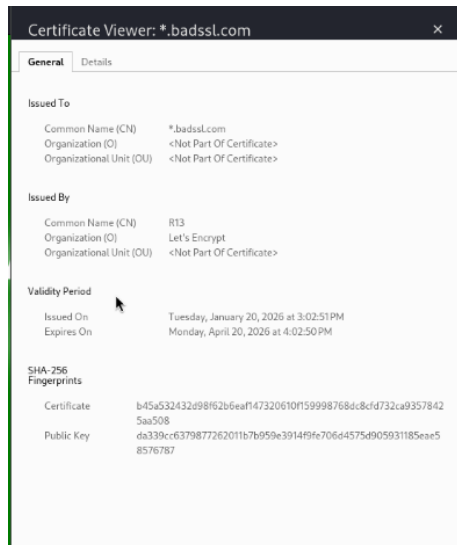 Certificate Viewer: *.badssl.com
General Details
Issued To
Common Name (CN) *.badssl.com
Organization (O) <Not Part Of Certificate>
Organizational Unit (OU) <Not Part Of Certificate>
Issued By
Common Name (CN) R13
Organization (O) Let's Encrypt
Organizational Unit (OU) <Not Part Of Certificate>
Validity Period
Issued On Tuesday, January 20, 2026 at 3:02:51 PM
Expires On Monday, April 20, 2026 at 4:02:50 PM
SHA-256
Fingerprints
Certificate b45a532432d98f62b6eaf147320610f159998768dc8cfd732ca9357842
5aa508
Public Key da339cc6379877262011b7b959e3914f9fe706d4575d905931185eae5
8576787